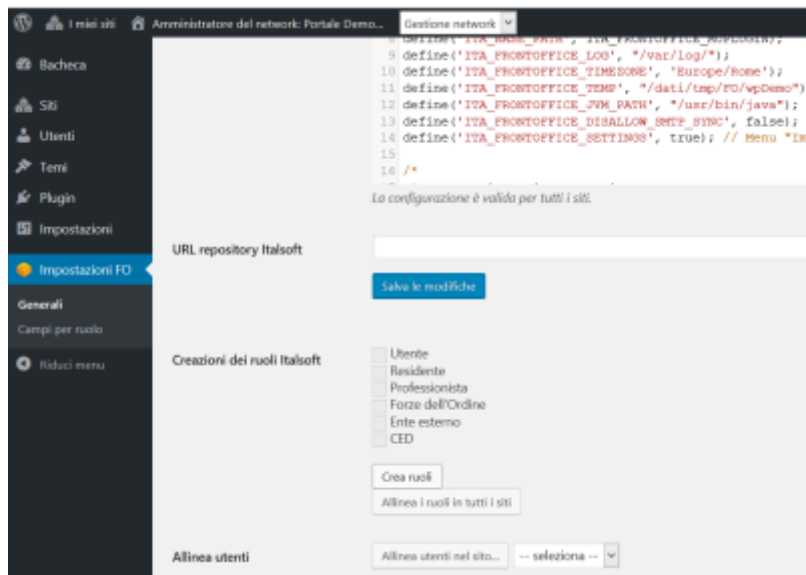 I miei siti
Amministratore del network: Portale Demo...
Gestione network
Bacheca
Siti
Utenti
Temi
Plugin
Impostazioni
Impostazioni FO
Generali
Campi per ruolo
Riduci menu
9 define('ITA_FRONTOFFICE_LOG', "/var/log/");
10 define('ITA_FRONTOFFICE_TIMEZONE', 'Europe/Rome');
11 define('ITA_FRONTOFFICE_TEMP', "/dati/tmp/FO/wpDemo")
12 define('ITA_FRONTOFFICE_JVM_PATH', "/usr/bin/java");
13 define('ITA_FRONTOFFICE_DISALLOW_SMTP_SYNC', false);
14 define('ITA_FRONTOFFICE_SETTINGS', true); // Menu "Im
15
16 /*
La configurazione è valida per tutti i siti.
URL repository Italsoft
Salva le modifiche
Creazioni dei ruoli Italsoft
Utente
Residente
Professionista
Forze dell'Ordine
Ente esterno
CED
Crea ruoli
Allinea i ruoli in tutti i siti
Allinea utenti
Allinea utenti nel sito...
-- seleziona --